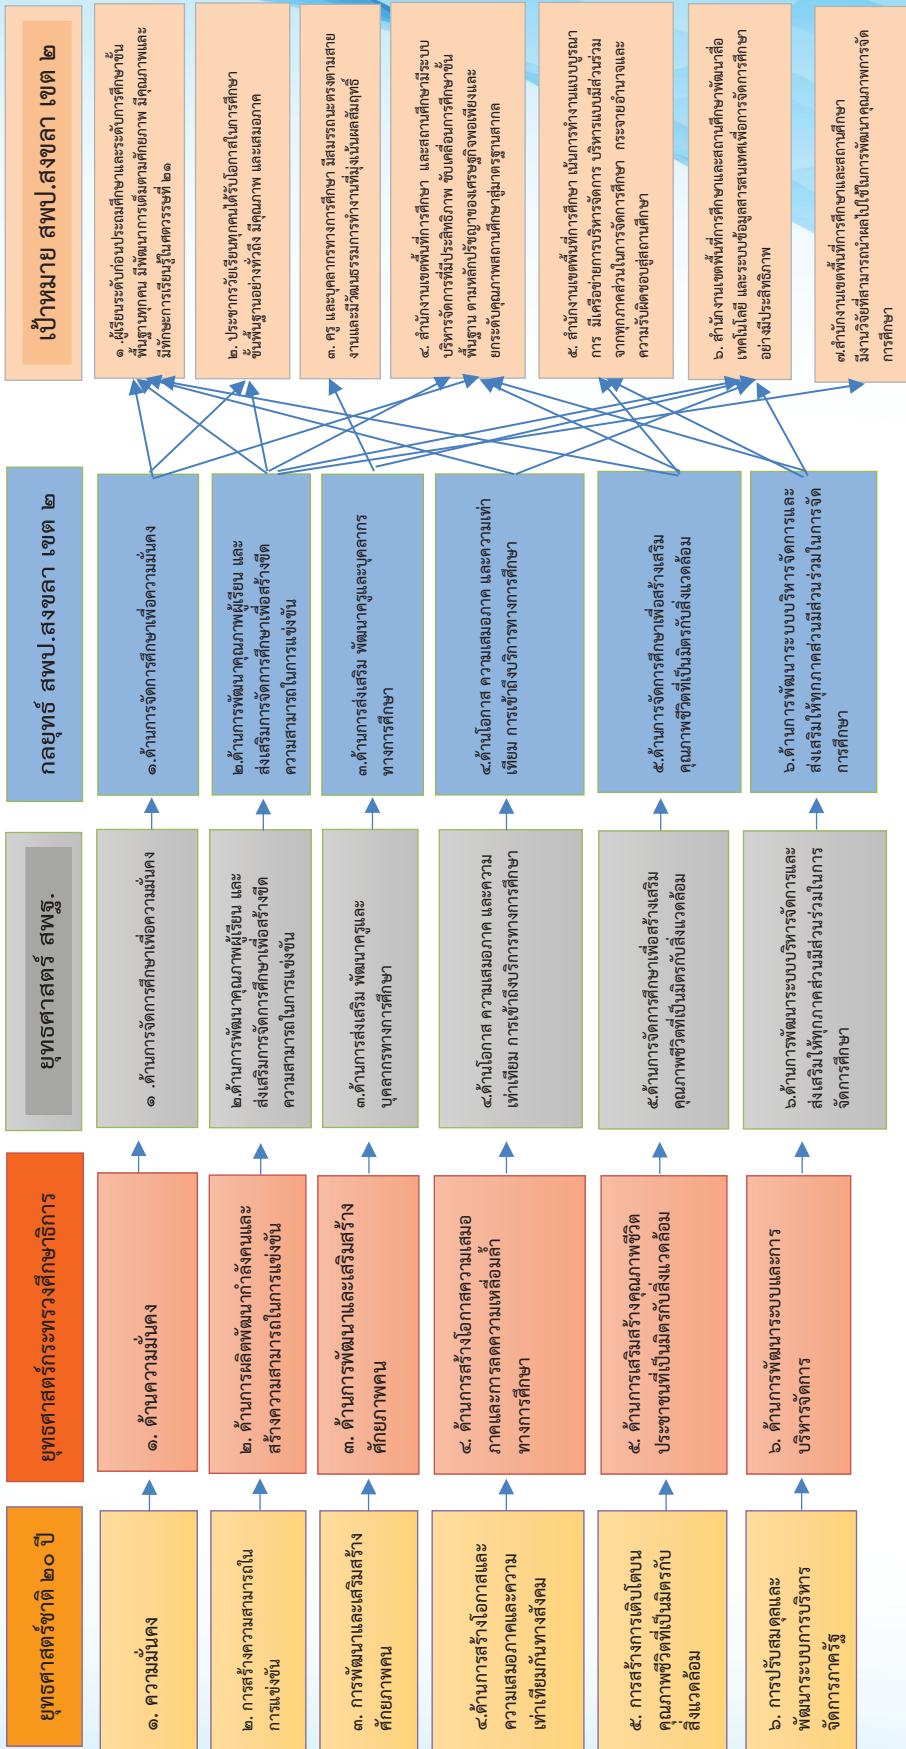 ยุทธศาสตร์ชาติ ๒๐ ปี
๑. ความมั่นคง
๒. การสร้างความสามารถใน
การแข่งขัน
๓. การพัฒนาและเสริมสร้าง
ศักยภาพคน
๔.ด้านการสร้างโอกาสและ
ความเสมอภาคและความ
เท่าเทียมกันทางสังคม
๕. การสร้างการเติบโตบน
คุณภาพชีวิตที่เป็นมิตรกับ
สิ่งแวดล้อม
๖. การปรับสมดุลและ
พัฒนาระบบการบริหาร
จัดการภาครัฐ
ยุทธศาสตร์กระทรวงศึกษาธิการ
๑. ด้านความมั่นคง
๒. ด้านการผลิตพัฒนากำลังคนและ
สร้างความสามารถในการแข่งขัน
๓. ด้านการพัฒนาและเสริมสร้าง
ศักยภาพคน
๔. ด้านการสร้างโอกาสความเสมอ
ภาคและการลดความเหลื่อมล้ำ
ทางการศึกษา
๕. ด้านการเสริมสร้างคุณภาพชีวิต
ประชาชนที่เป็นมิตรกับสิ่งแวดล้อม
๖. ด้านการพัฒนาระบบและการ
บริหารจัดการ
ยุทธศาสตร์ สพฐ.
๑ .ด้านการจัดการศึกษาเพื่อความมั่นคง
๒.ด้านการพัฒนาคุณภาพผู้เรียน และ
ส่งเสริมการจัดการศึกษาเพื่อสร้างขีด
ความสามารถในการแข่งขัน
๓.ด้านการส่งเสริม พัฒนาครูและ
บุคลากรทางการศึกษา
๔.ด้านโอกาส ความเสมอภาค และความ
เท่าเทียม การเข้าถึงบริการทางการศึกษา
๕.ด้านการจัดการศึกษาเพื่อสร้างเสริม
คุณภาพชีวิตที่เป็นมิตรกับสิ่งแวดล้อม
๖.ด้านการพัฒนาระบบบริหารจัดการและ
ส่งเสริมให้ทุกภาคส่วนมีส่วนร่วมในการ
จัดการศึกษา
กลยุทธ์ สพป.สงขลา เขต ๒
๑.ด้านการจัดการศึกษาเพื่อความมั่นคง
๒.ด้านการพัฒนาคุณภาพผู้เรียน และ
ส่งเสริมการจัดการศึกษาเพื่อสร้างขีด
ความสามารถในการแข่งขัน
๓.ด้านการส่งเสริม พัฒนาครูและบุคลากร
ทางการศึกษา
๔.ด้านโอกาส ความเสมอภาค และความเท่า
เทียม การเข้าถึงบริการทางการศึกษา
๕.ด้านการจัดการศึกษาเพื่อสร้างเสริม
คุณภาพชีวิตที่เป็นมิตรกับสิ่งแวดล้อม
๖.ด้านการพัฒนาระบบบริหารจัดการและ
ส่งเสริมให้ทุกภาคส่วนมีส่วนร่วมในการจัด
การศึกษา
เป้าหมาย สพป.สงขลา เขต ๒
๑ .ผู้เรียนระดับก่อนประถมศึกษาและระดับการศึกษาขั้น
พื้นฐานทุกคน มีพัฒนาการเต็มตามศักยภาพ มีคุณภาพและ
มีทักษะการเรียนรู้ในศตวรรษที่ ๒๑
๒. ประชากรวัยเรียนทุกคนได้รับโอกาสในการศึกษา
ขั้นพื้นฐานอย่างทั่วถึง มีคุณภาพ และเสมอภาค
๓. ครู และบุคลากรทางการศึกษา มีสมรรถนะตรงตามสาย
งานและมีวัฒนธรรมการทำงานที่มุ่งเน้นผลสัมฤทธิ์
๔. สำนักงานเขตพื้นที่การศึกษา และสถานศึกษามีระบบ
บริหารจัดการที่มีประสิทธิภาพ ขับเคลื่อนการศึกษาขั้น
พื้นฐาน ตามหลักปรัชญาของเศรษฐกิจพอเพียงและ
ยกระดับคุณภาพสถานศึกษาสู่มาตรฐานสากล
๕. สำนักงานเขตพื้นที่การศึกษา เน้นการทำงานแบบบูรณา
การ มีเครือข่ายการบริหารจัดการ บริหารแบบมีส่วนร่วม
จากทุกภาคส่วนในการจัดการศึกษา กระจายอำนาจและ
ความรับผิดชอบสู่สถานศึกษา
๖. สำนักงานเขตพื้นที่การศึกษาและสถานศึกษาพัฒนาสื่อ
เทคโนโลยี และระบบข้อมูลสารสนเทศเพื่อการจัดการศึกษา
อย่างมีประสิทธิภาพ
๗.สำนักงานเขตพื้นที่การศึกษาและสถานศึกษา
มีงานวิจัยที่สามารถนำผลไปใช้ในการพัฒนาคุณภาพการจัด
การศึกษา